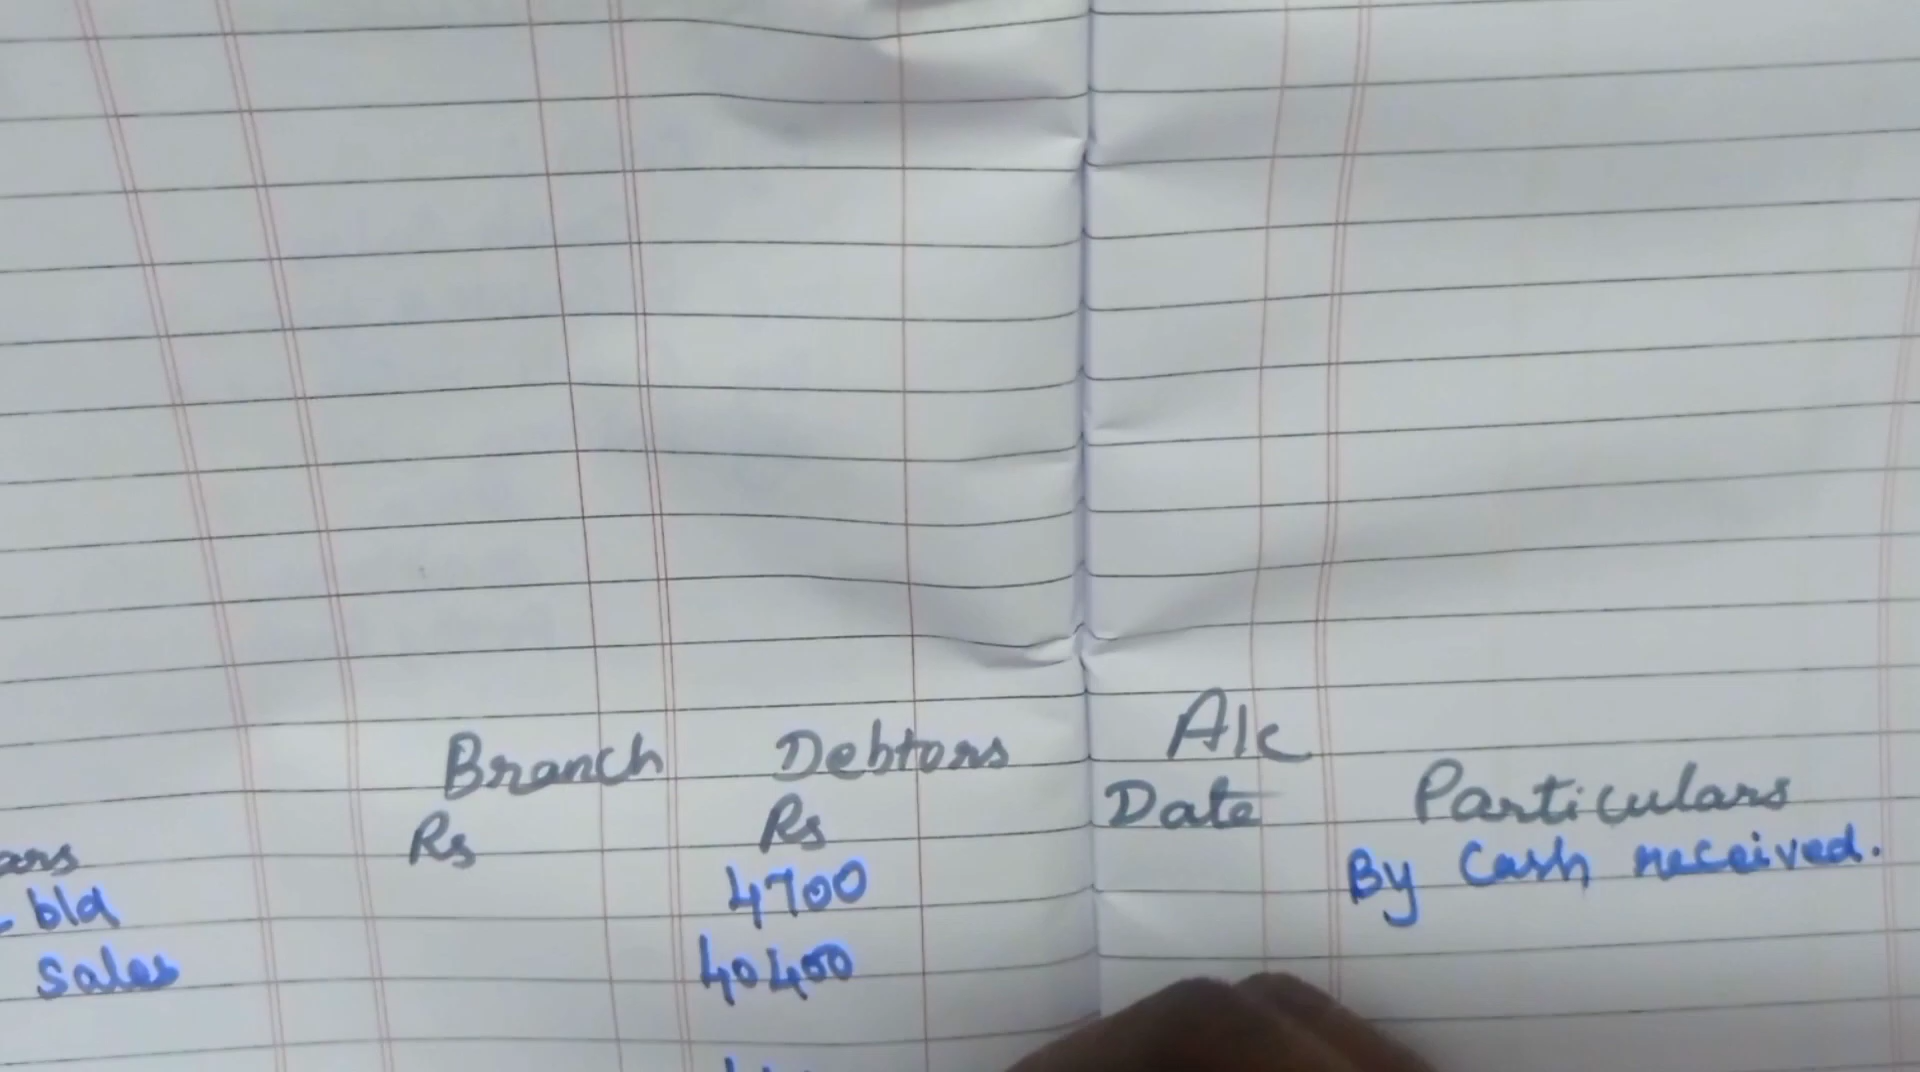 Branch Debtors A/c
Rs Rs Date Particulars
bld 4700 By Cash received.
Sales 40400